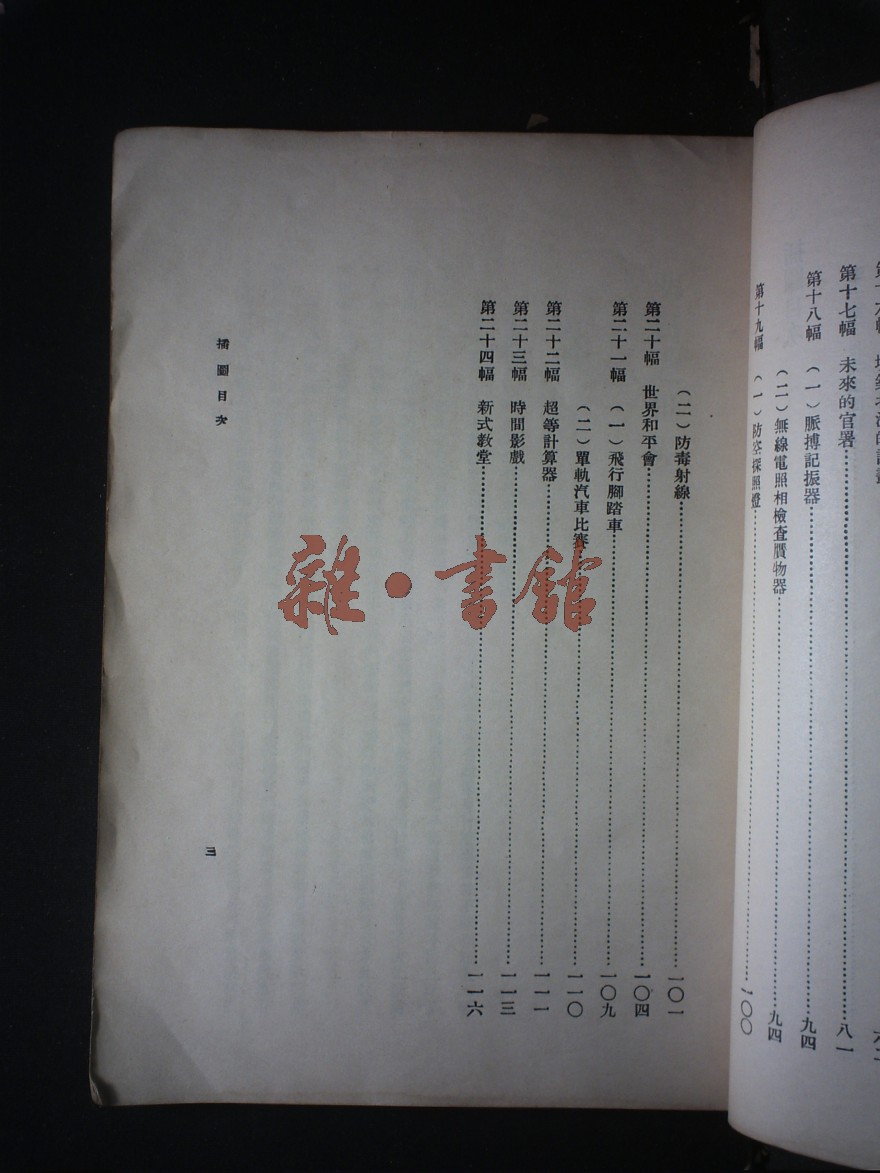 第十七幅　未來的官署…………八一
第十八幅　（一）脈搏記振器…………九四
（二）無線電照相檢查贋物器…………九四
第十九幅　（一）防空探照燈…………一〇〇
（二）防毒射線…………一〇一
第二十幅　世界和平會…………一〇四
第二十一幅　（一）飛行腳踏車…………一〇九
（二）單軌汽車比賽…………一一〇
第二十二幅　超等計算器…………一一一
第二十三幅　時間影戲…………一一三
第二十四幅　新式教堂…………一一六
插圖目次
三
雜·書館